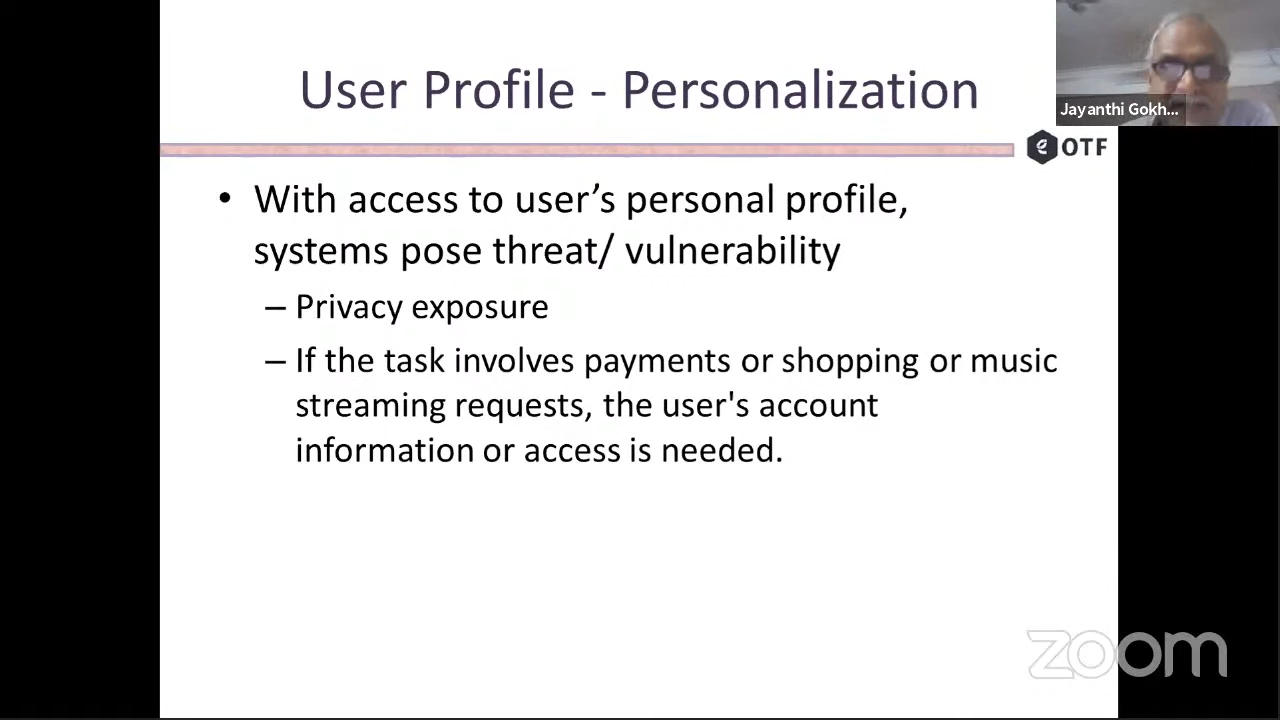 User Profile - Personalization
Jayanthi Gokh...
OTF
• With access to user’s personal profile,
systems pose threat/ vulnerability
– Privacy exposure
– If the task involves payments or shopping or music
streaming requests, the user's account
information or access is needed.
zoom